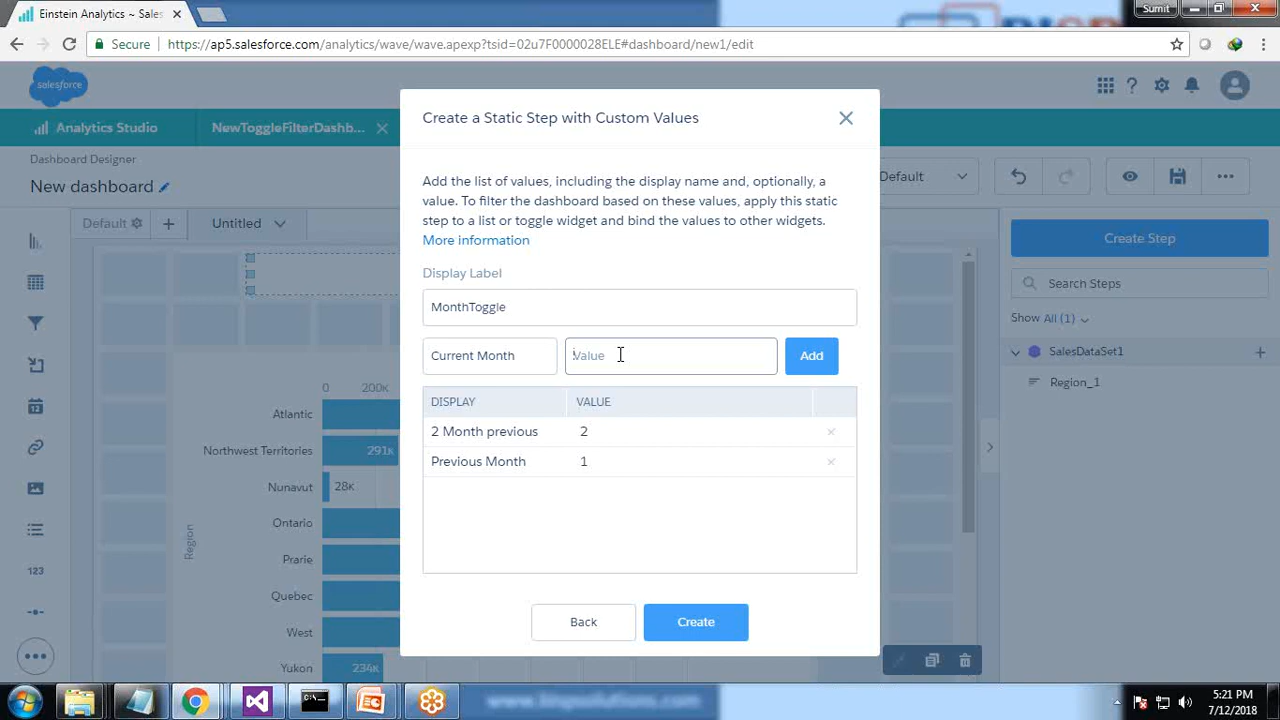 Einstein Analytics ~ Sales
Sumit
Secure
https://ap5.salesforce.com/analytics/wave/wave.apexp?tsid=02u7F0000028ELE#dashboard/new1/edit
salesforce
Analytics Studio
NewToggleFilterDashb...
Dashboard Designer
New dashboard
Default
Default
Untitled
Create Step
Search Steps
Show All (1)
SalesDataSet1
Region_1
Create a Static Step with Custom Values
Add the list of values, including the display name and, optionally, a
value. To filter the dashboard based on these values, apply this static
step to a list or toggle widget and bind the values to other widgets.
More information
Display Label
MonthToggle
Current Month
Value
Add
DISPLAY VALUE
2 Month previous 2
Previous Month 1
Back
Create
0 200K
Region
Atlantic
Northwest Territories 291K
Nunavut 28K
Ontario
Prarie
Quebec
West
Yukon 234K
123
5:21 PM
7/12/2018